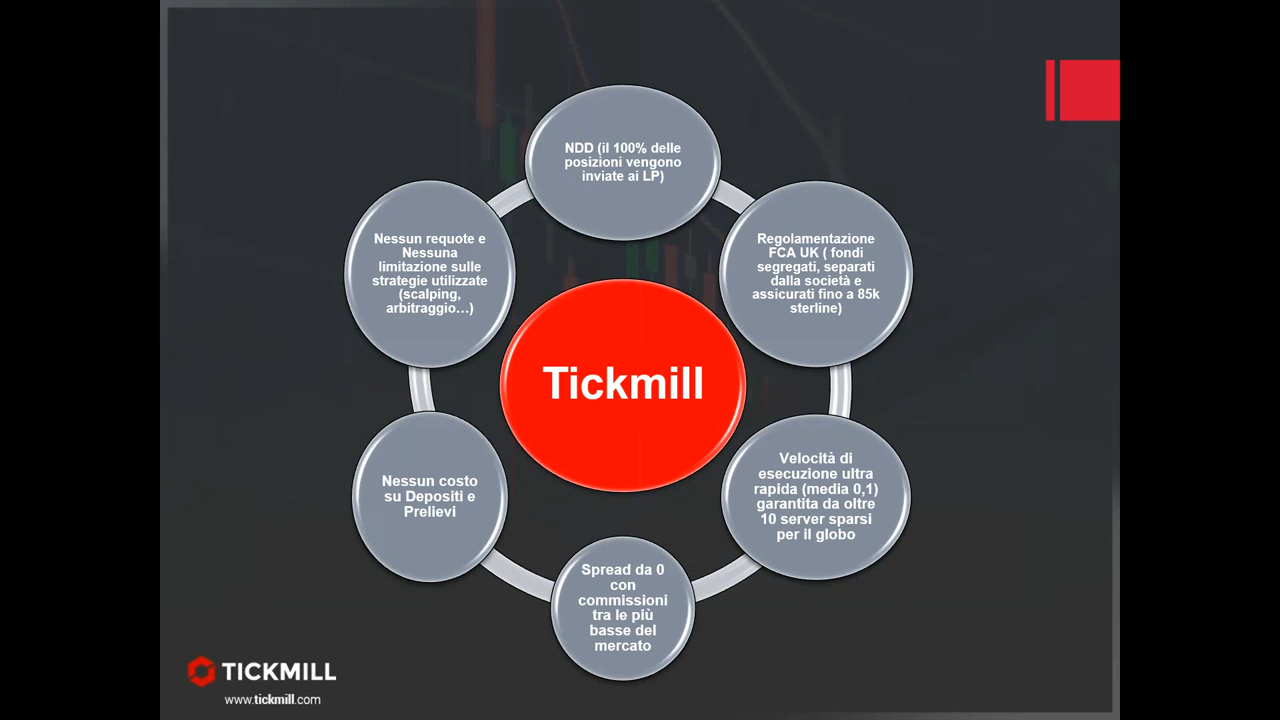 NDD (il 100% delle
posizioni vengono
inviate ai LP)
Regolamentazione
FCA UK ( fondi
segregati, separati
dalla società e
assicurati fino a 85k
sterline)
Velocità di
esecuzione ultra
rapida (media 0,1)
garantita da oltre
10 server sparsi
per il globo
Spread da 0
con
commissioni
tra le più
basse del
mercato
Nessun costo
su Depositi e
Prelievi
Nessun requote e
Nessuna
limitazione sulle
strategie utilizzate
(scalping,
arbitraggio…)
Tickmill
TICKMILL
www.tickmill.com